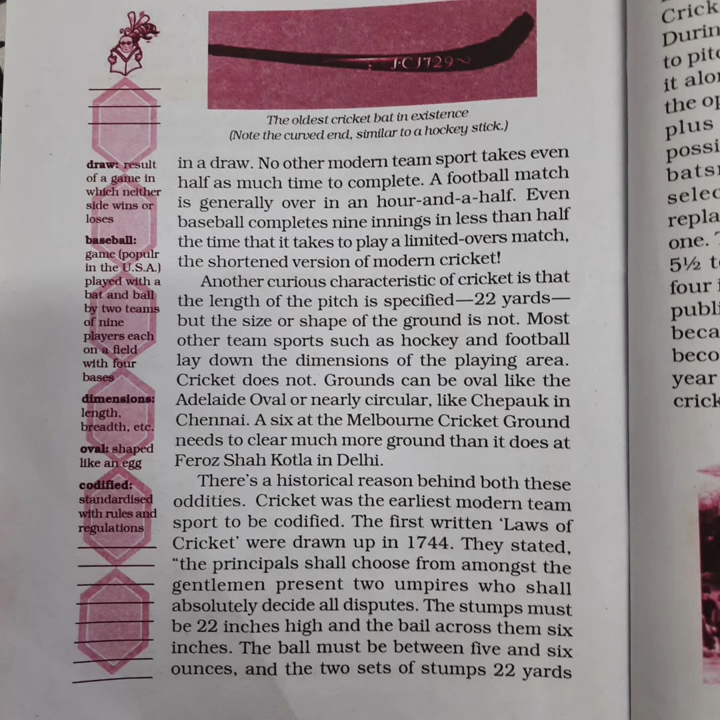 J·C 1729
The oldest cricket bat in existence
(Note the curved end, similar to a hockey stick.)
draw: result
of a game in
which neither
side wins or
loses
baseball:
game (populr
in the U.S.A.)
played with a
bat and ball
by two teams
of nine
players each
on a field
with four
bases
dimensions:
length,
breadth, etc.
oval: shaped
like an egg
codified:
standardised
with rules and
regulations
in a draw. No other modern team sport takes even
half as much time to complete. A football match
is generally over in an hour-and-a-half. Even
baseball completes nine innings in less than half
the time that it takes to play a limited-overs match,
the shortened version of modern cricket!
Another curious characteristic of cricket is that
the length of the pitch is specified—22 yards—
but the size or shape of the ground is not. Most
other team sports such as hockey and football
lay down the dimensions of the playing area.
Cricket does not. Grounds can be oval like the
Adelaide Oval or nearly circular, like Chepauk in
Chennai. A six at the Melbourne Cricket Ground
needs to clear much more ground than it does at
Feroz Shah Kotla in Delhi.
There's a historical reason behind both these
oddities. Cricket was the earliest modern team
sport to be codified. The first written ‘Laws of
Cricket’ were drawn up in 1744. They stated,
“the principals shall choose from amongst the
gentlemen present two umpires who shall
absolutely decide all disputes. The stumps must
be 22 inches high and the bail across them six
inches. The ball must be between five and six
ounces, and the two sets of stumps 22 yards
Crick
Durin
to pitc
it alon
the op
plus
possi
bats
selec
repla
one. T
5½ t
four i
publi
beca
beco
year
crick